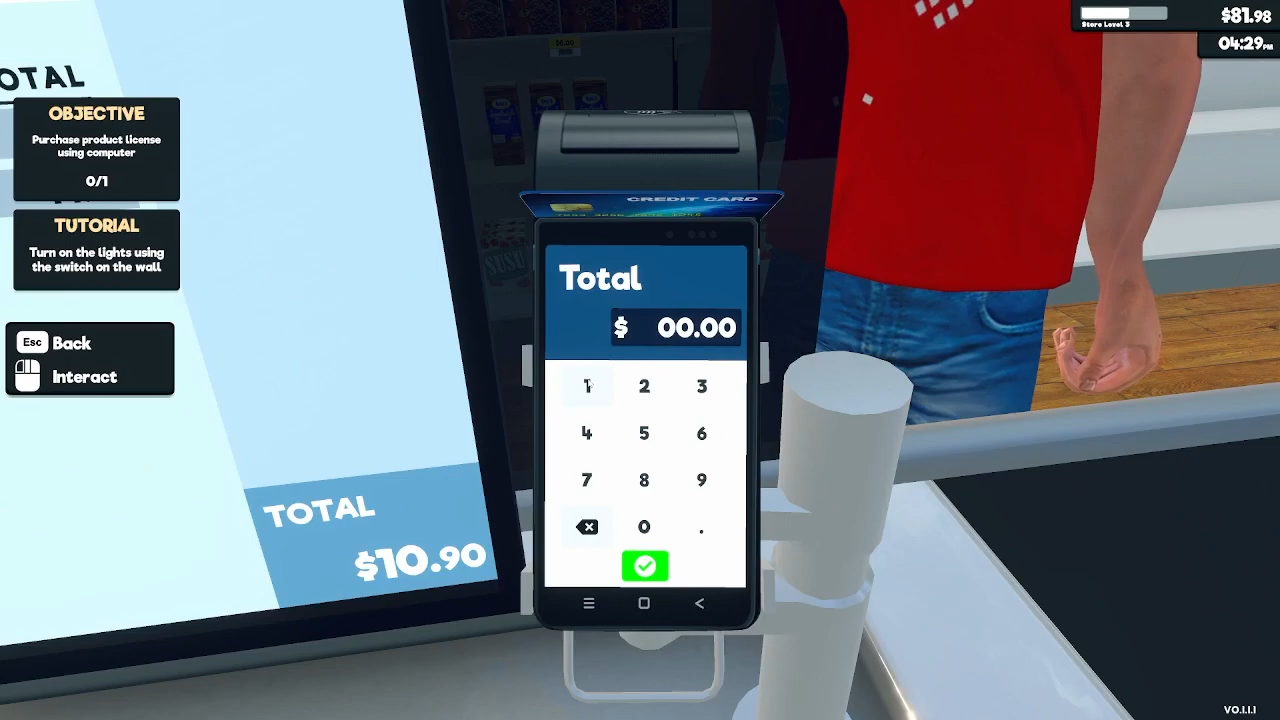 OTAL
OBJECTIVE
Purchase product license
using computer
0/1
TUTORIAL
Turn on the lights using
the switch on the wall
Esc Back
Interact
TOTAL
$10.90
$6.00
CREDIT CARD
Total
$ 00.00
1 2 3
4 5 6
7 8 9
0 .
Store Level 3
$81.98
04:29PM
V0.1.1.1